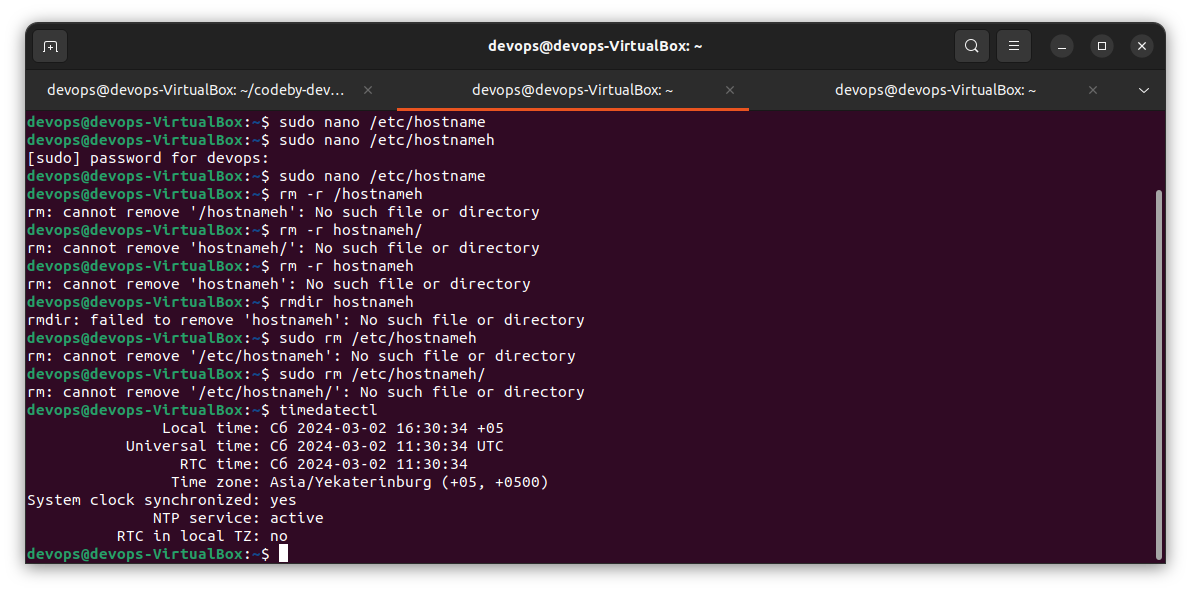 devops@devops-VirtualBox: ~
devops@devops-VirtualBox: ~/codeby-dev…
devops@devops-VirtualBox: ~
devops@devops-VirtualBox: ~
devops@devops-VirtualBox:~$ sudo nano /etc/hostname
devops@devops-VirtualBox:~$ sudo nano /etc/hostnameh
[sudo] password for devops:
devops@devops-VirtualBox:~$ sudo nano /etc/hostname
devops@devops-VirtualBox:~$ rm -r /hostnameh
rm: cannot remove '/hostnameh': No such file or directory
devops@devops-VirtualBox:~$ rm -r hostnameh/
rm: cannot remove 'hostnameh/': No such file or directory
devops@devops-VirtualBox:~$ rm -r hostnameh
rm: cannot remove 'hostnameh': No such file or directory
devops@devops-VirtualBox:~$ rmdir hostnameh
rmdir: failed to remove 'hostnameh': No such file or directory
devops@devops-VirtualBox:~$ sudo rm /etc/hostnameh
rm: cannot remove '/etc/hostnameh': No such file or directory
devops@devops-VirtualBox:~$ sudo rm /etc/hostnameh/
rm: cannot remove '/etc/hostnameh/': No such file or directory
devops@devops-VirtualBox:~$ timedatectl
Local time: Сб 2024-03-02 16:30:34 +05
Universal time: Сб 2024-03-02 11:30:34 UTC
RTC time: Сб 2024-03-02 11:30:34
Time zone: Asia/Yekaterinburg (+05, +0500)
System clock synchronized: yes
NTP service: active
RTC in local TZ: no
devops@devops-VirtualBox:~$